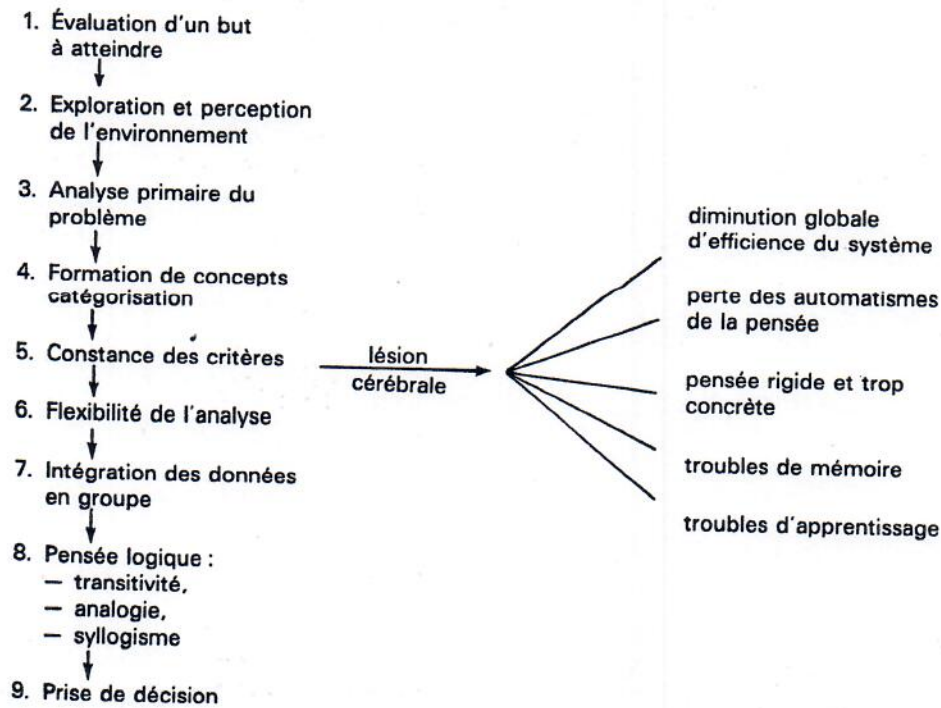 1. Évaluation d'un but
à atteindre
2. Exploration et perception
de l'environnement
3. Analyse primaire du
problème
4. Formation de concepts
catégorisation
5. Constance des critères
6. Flexibilité de l'analyse
7. Intégration des données
en groupe
8. Pensée logique :
— transitivité,
— analogie,
— syllogisme
9. Prise de décision
lésion
cérébrale
diminution globale
d'efficience du système
perte des automatismes
de la pensée
pensée rigide et trop
concrète
troubles de mémoire
troubles d'apprentissage